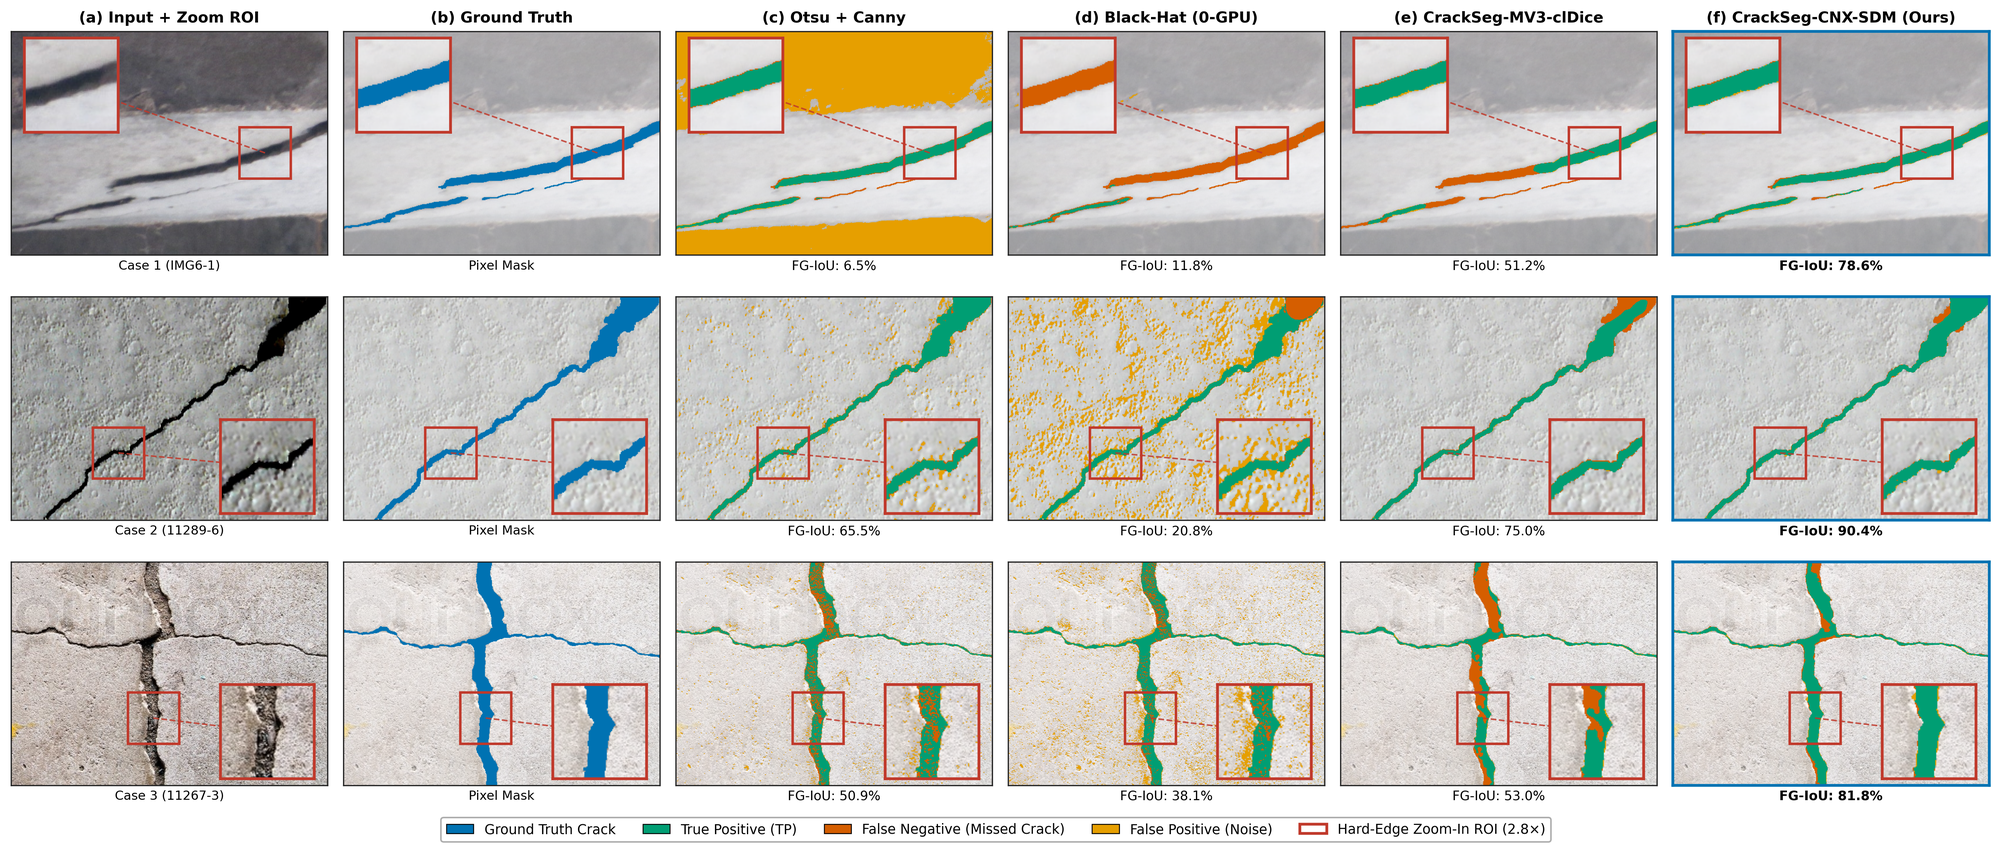 (a) Input + Zoom ROI
(b) Ground Truth
(c) Otsu + Canny
(d) Black-Hat (0-GPU)
(e) CrackSeg-MV3-clDice
(f) CrackSeg-CNX-SDM (Ours)
Case 1 (IMG6-1)
Pixel Mask
FG-IoU: 6.5%
FG-IoU: 11.8%
FG-IoU: 51.2%
FG-IoU: 78.6%
Case 2 (11289-6)
Pixel Mask
FG-IoU: 65.5%
FG-IoU: 20.8%
FG-IoU: 75.0%
FG-IoU: 90.4%
Case 3 (11267-3)
Pixel Mask
FG-IoU: 50.9%
FG-IoU: 38.1%
FG-IoU: 53.0%
FG-IoU: 81.8%
Ground Truth Crack
True Positive (TP)
False Negative (Missed Crack)
False Positive (Noise)
Hard-Edge Zoom-In ROI (2.8×)